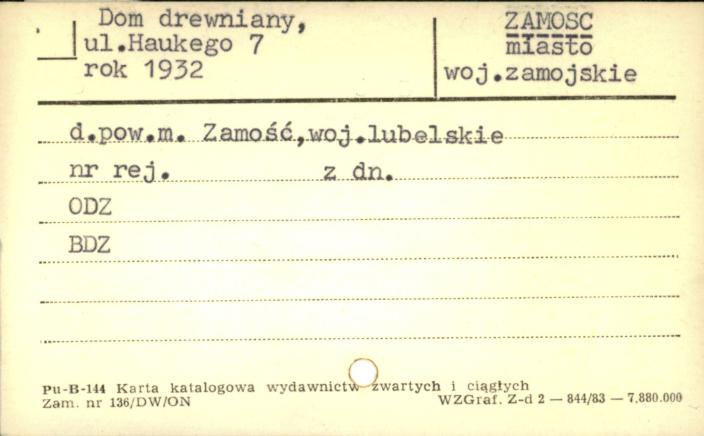 Dom drewniany,
ul.Haukego 7
rok 1932
ZAMOSC
miasto
woj.zamojskie
d.pow.m. Zamość,woj.lubelskie
nr rej. z dn.
ODZ
BDZ
Pu-B-144 Karta katalogowa wydawnictw zwartych i ciągłych
Zam. nr 136/DW/ON WZGraf. Z-d 2 — 844/83 — 7.880.000